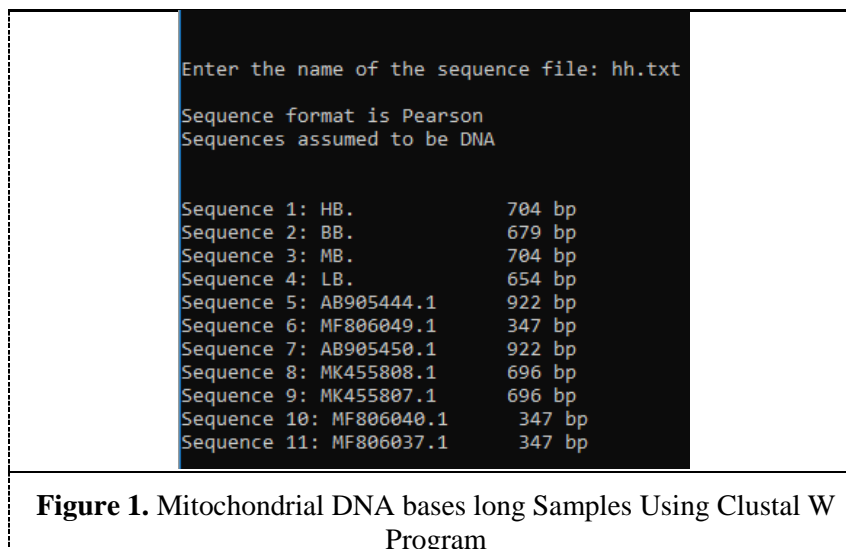 Enter the name of the sequence file: hh.txt
Sequence format is Pearson
Sequences assumed to be DNA
Sequence 1: HB. 704 bp
Sequence 2: BB. 679 bp
Sequence 3: MB. 704 bp
Sequence 4: LB. 654 bp
Sequence 5: AB905444.1 922 bp
Sequence 6: MF806049.1 347 bp
Sequence 7: AB905450.1 922 bp
Sequence 8: MK455808.1 696 bp
Sequence 9: MK455807.1 696 bp
Sequence 10: MF806040.1 347 bp
Sequence 11: MF806037.1 347 bp
Figure 1. Mitochondrial DNA bases long Samples Using Clustal W
Program